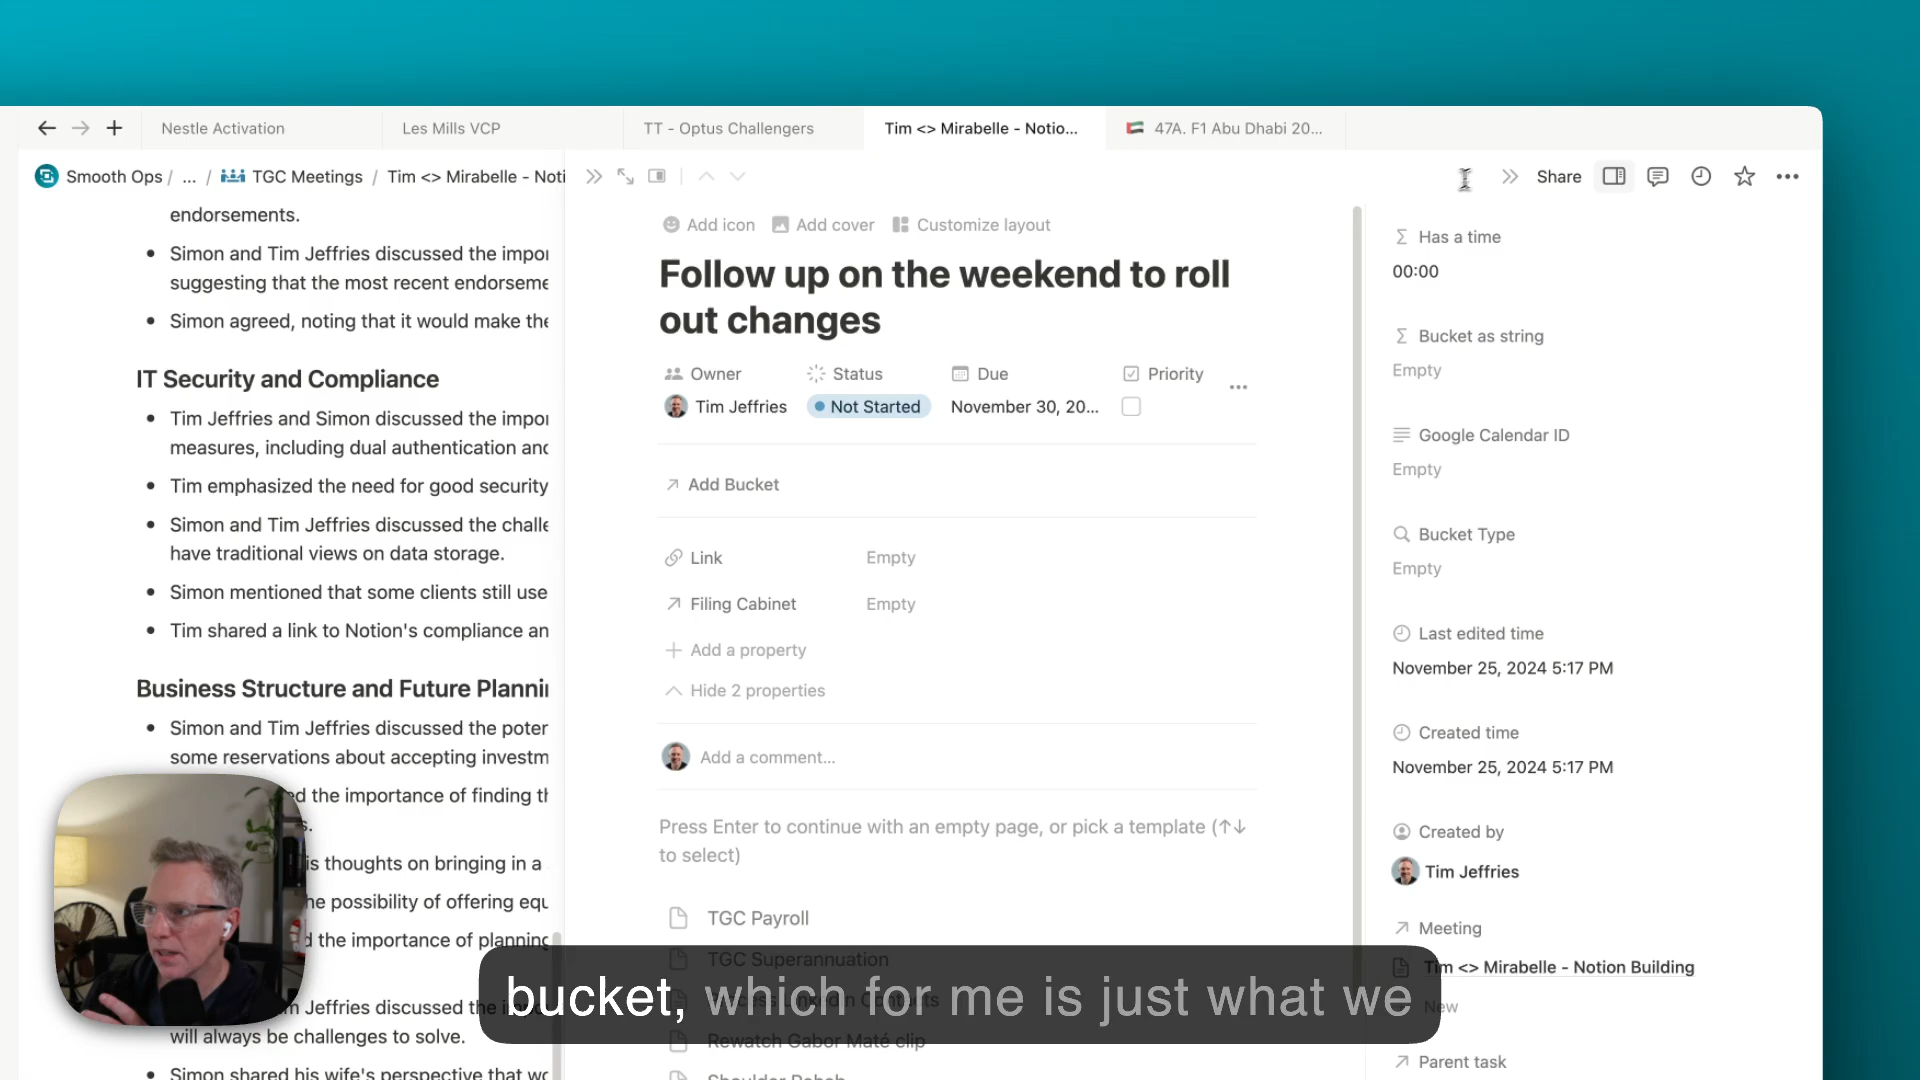 Nestle Activation
Les Mills VCP
TT - Optus Challengers
Tim <> Mirabelle - Notio...
47A. F1 Abu Dhabi 20...
Smooth Ops / ... / TGC Meetings / Tim <> Mirabelle - Noti
Share
endorsements.
Simon and Tim Jeffries discussed the impor
suggesting that the most recent endorseme
Simon agreed, noting that it would make the
IT Security and Compliance
Tim Jeffries and Simon discussed the impor
measures, including dual authentication and
Tim emphasized the need for good security
Simon and Tim Jeffries discussed the challe
have traditional views on data storage.
Simon mentioned that some clients still use
Tim shared a link to Notion's compliance an
Business Structure and Future Plannin
Simon and Tim Jeffries discussed the poter
some reservations about accepting investm
ed the importance of finding th
s.
is thoughts on bringing in a
he possibility of offering equ
d the importance of planning
m Jeffries discussed the
will always be challenges to solve.
Simon shared his wife's perspective that wo
Add icon
Add cover
Customize layout
Follow up on the weekend to roll
out changes
Owner
Status
Due
Priority
Tim Jeffries
Not Started
November 30, 20...
Add Bucket
Link
Empty
Filing Cabinet
Empty
Add a property
Hide 2 properties
Add a comment...
Press Enter to continue with an empty page, or pick a template (↑↓
to select)
TGC Payroll
TGC Superannuation
Rewatch Gabor Maté clip
Shoulder Rehab
bucket, which for me is just what we
Has a time
00:00
Bucket as string
Empty
Google Calendar ID
Empty
Bucket Type
Empty
Last edited time
November 25, 2024 5:17 PM
Created time
November 25, 2024 5:17 PM
Created by
Tim Jeffries
Meeting
Tim <> Mirabelle - Notion Building
New
Parent task